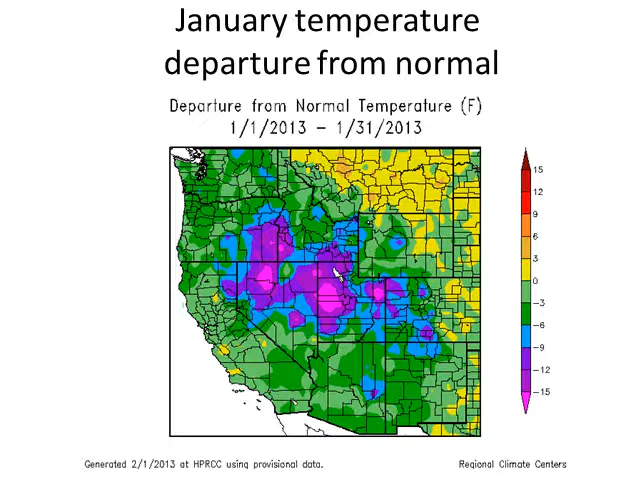 January temperature
departure from normal
Departure from Normal Temperature (F)
1/1/2013 – 1/31/2013
15
12
9
6
3
0
−3
−6
−9
−12
−15
Generated 2/1/2013 at HPRCC using provisional data.
Regional Climate Centers